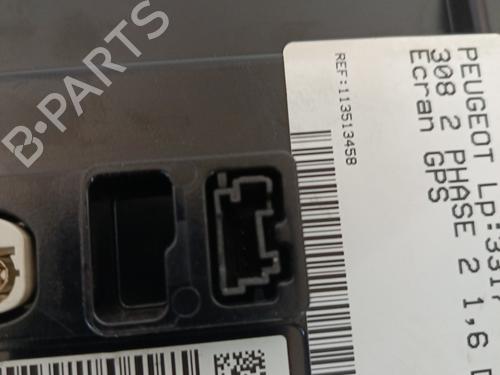 PEUGEOT LP:331
308 2 PHASE 2 1,6
Ecran GPS
REF:113513458
B-PARTS